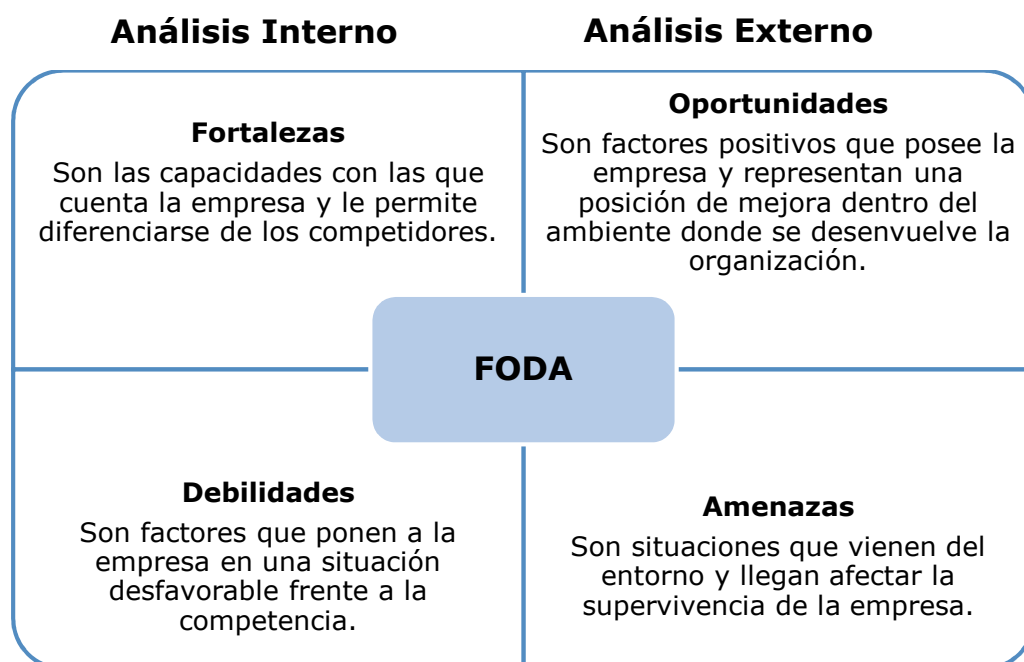 Análisis Interno
Análisis Externo
Fortalezas
Son las capacidades con las que
cuenta la empresa y le permite
diferenciarse de los competidores.
Oportunidades
Son factores positivos que posee la
empresa y representan una
posición de mejora dentro del
ambiente donde se desenvuelve la
organización.
FODA
Debilidades
Son factores que ponen a la
empresa en una situación
desfavorable frente a la
competencia.
Amenazas
Son situaciones que vienen del
entorno y llegan afectar la
supervivencia de la empresa.